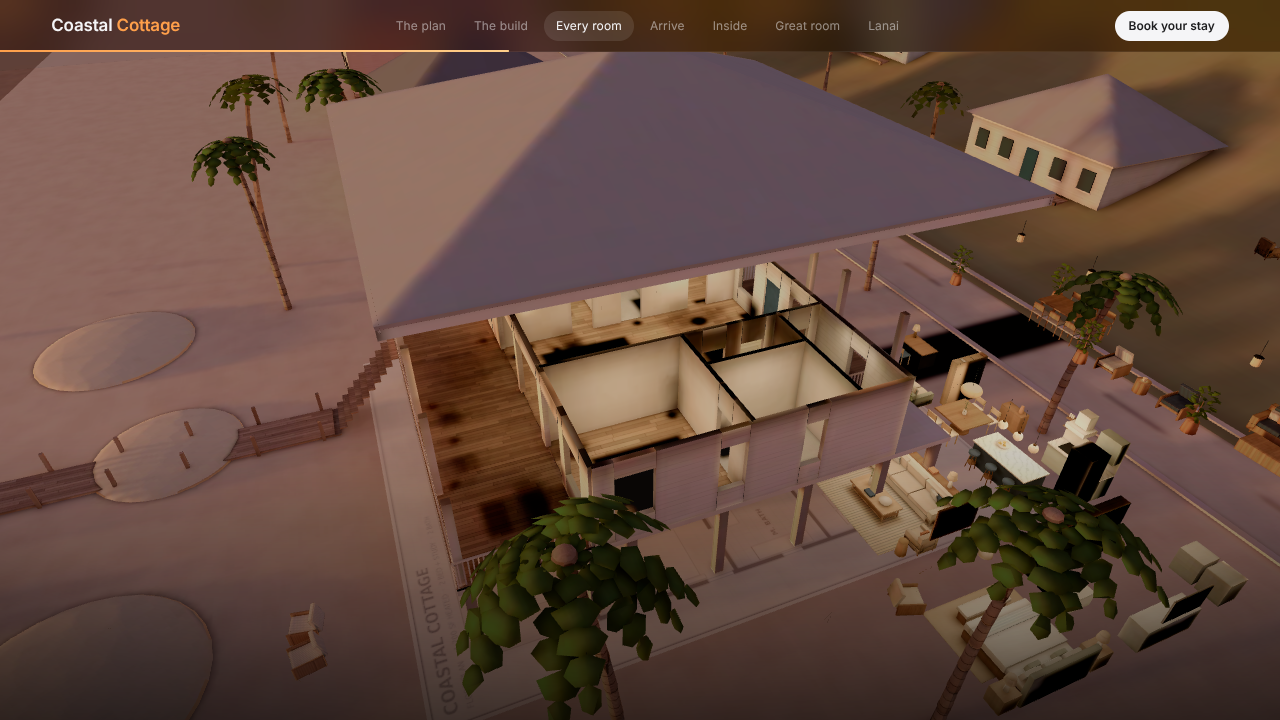 Coastal Cottage
The plan
The build
Every room
Arrive
Inside
Great room
Lanai
Book your stay
COASTAL COTTAGE